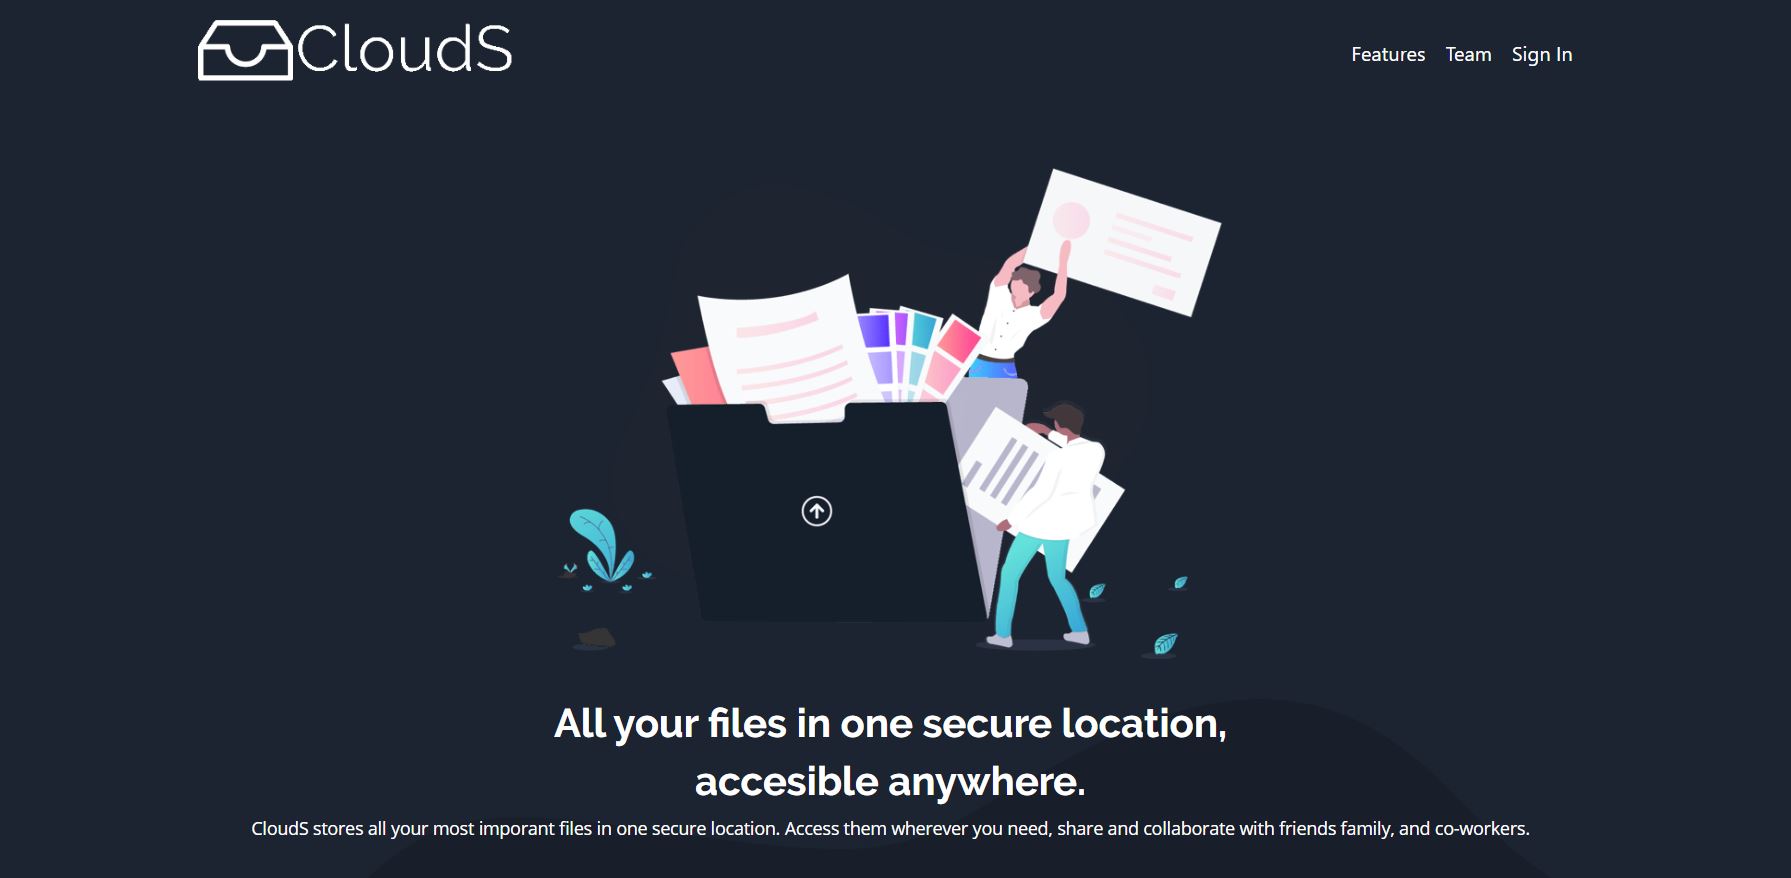 CloudS
Features Team Sign In
All your files in one secure location,
accesible anywhere.
CloudS stores all your most imporant files in one secure location. Access them wherever you need, share and collaborate with friends family, and co-workers.